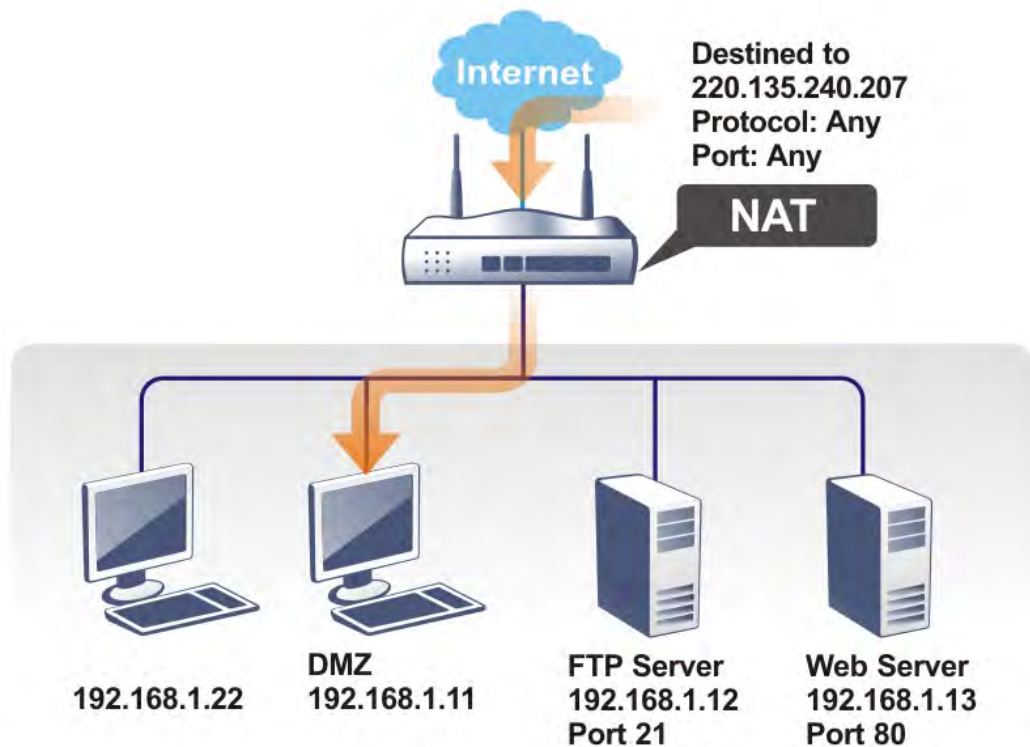 Internet
Destined to
220.135.240.207
Protocol: Any
Port: Any
NAT
192.168.1.22
DMZ
192.168.1.11
FTP Server
192.168.1.12
Port 21
Web Server
192.168.1.13
Port 80